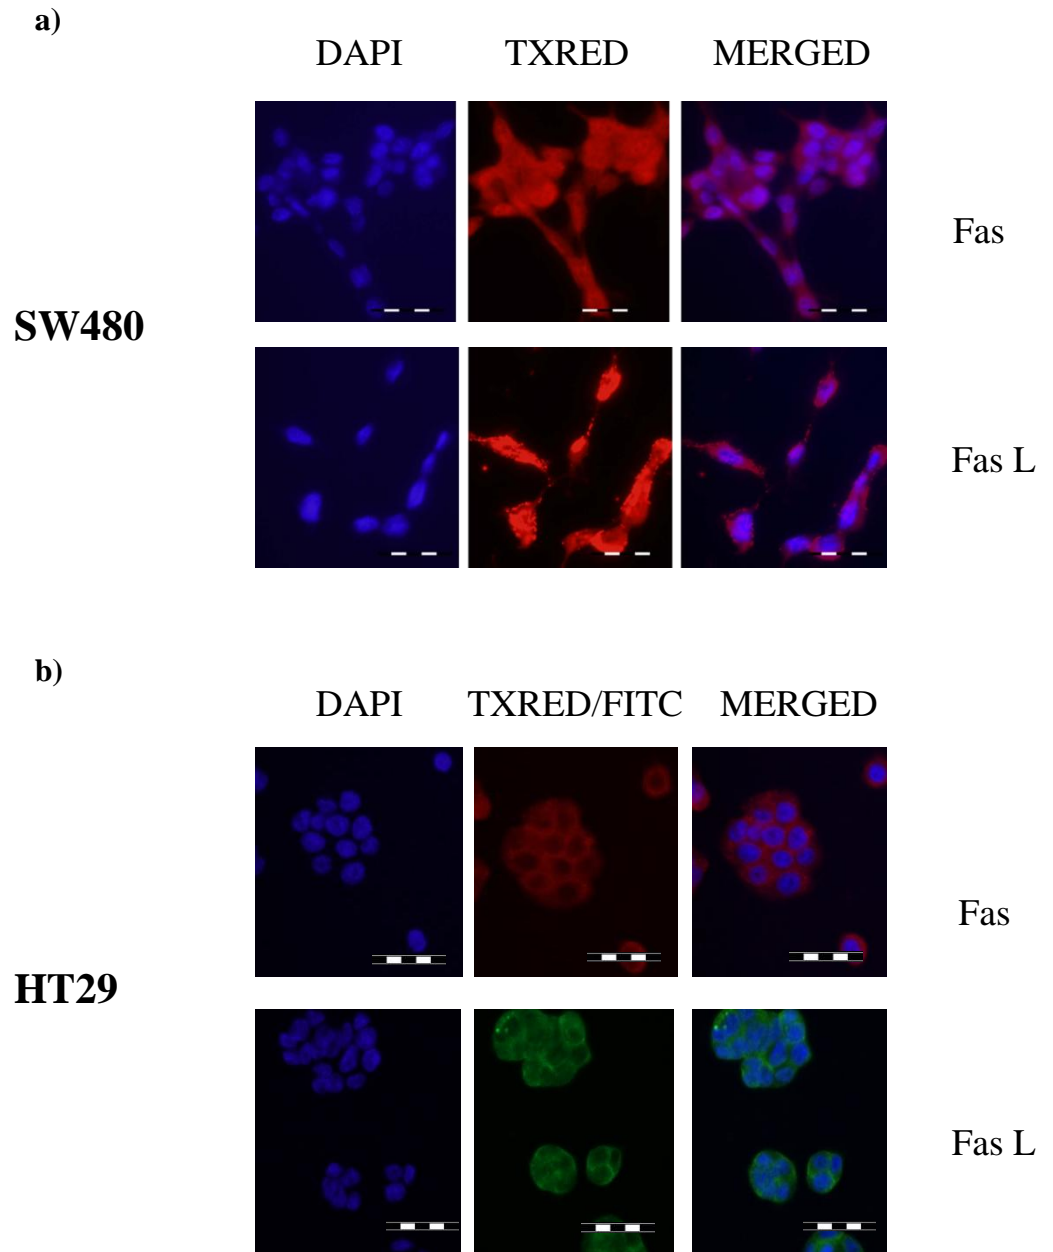 a)
DAPI TXRED MERGED
Fas
SW480
Fas L
b)
DAPI TXRED/FITC MERGED
Fas
HT29
Fas L